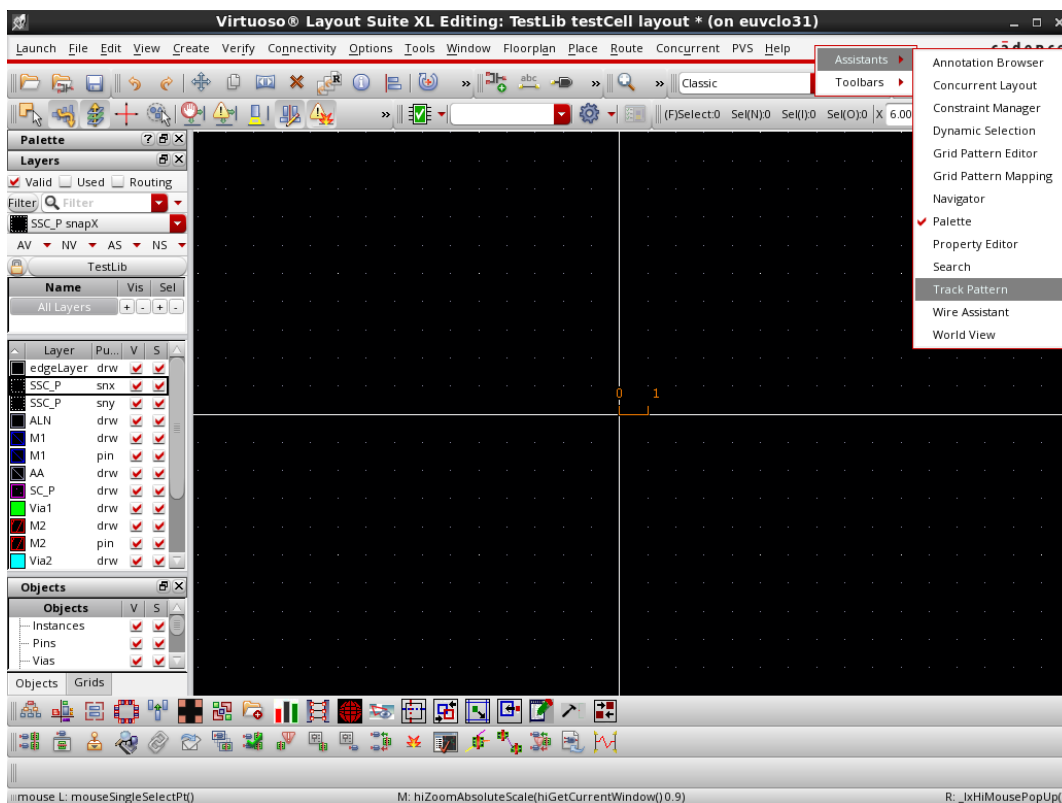 Virtuoso® Layout Suite XL Editing: TestLib testCell layout * (on euvclo31)
Launch File Edit View Create Verify Connectivity Options Tools Window Floorplan Place Route Concurrent PVS Help
cādence
Assistants
Toolbars
Annotation Browser
Concurrent Layout
Constraint Manager
Dynamic Selection
Grid Pattern Editor
Grid Pattern Mapping
Navigator
Palette
Property Editor
Search
Track Pattern
Wire Assistant
World View
R abc » » » Classic
» (F)Select:0 Sel(N):0 Sel(I):0 Sel(O):0 X 6.00
Palette
Layers
Valid Used Routing
Filter Filter
SSC_P snapX
AV NV AS NS
TestLib
Name Vis Sel
All Layers + - + -
Layer Pu... V S
edgeLayer drw
SSC_P snx
SSC_P sny
ALN drw
M1 drw
M1 pin
AA drw
SC_P drw
Via1 drw
M2 drw
M2 pin
Via2 drw
0 1
Objects
Objects V S
Instances
Pins
Vias
Objects Grids
mouse L: mouseSingleSelectPt() M: hiZoomAbsoluteScale(hiGetCurrentWindow() 0.9) R: _lxHiMousePopUp(